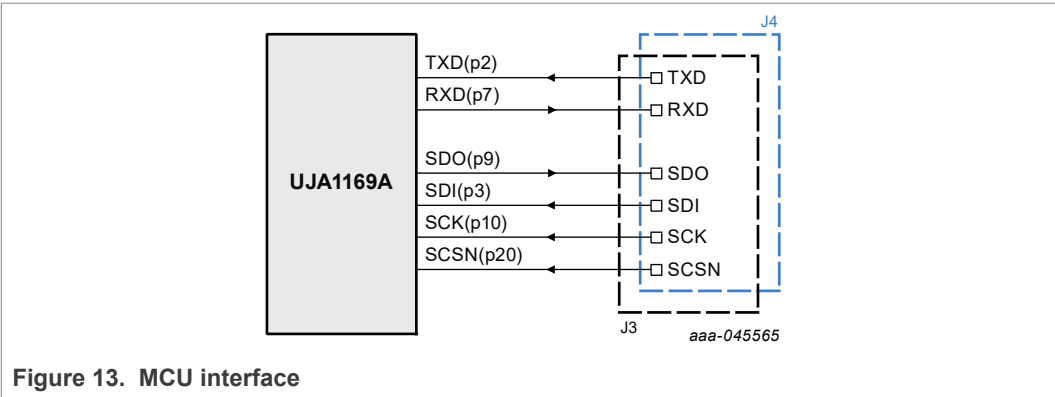 J4
TXD(p2)
TXD
RXD(p7)
RXD
SDO(p9)
SDO
UJA1169A
SDI(p3)
SDI
SCK(p10)
SCK
SCSN(p20)
SCSN
J3
aaa-045565
Figure 13. MCU interface